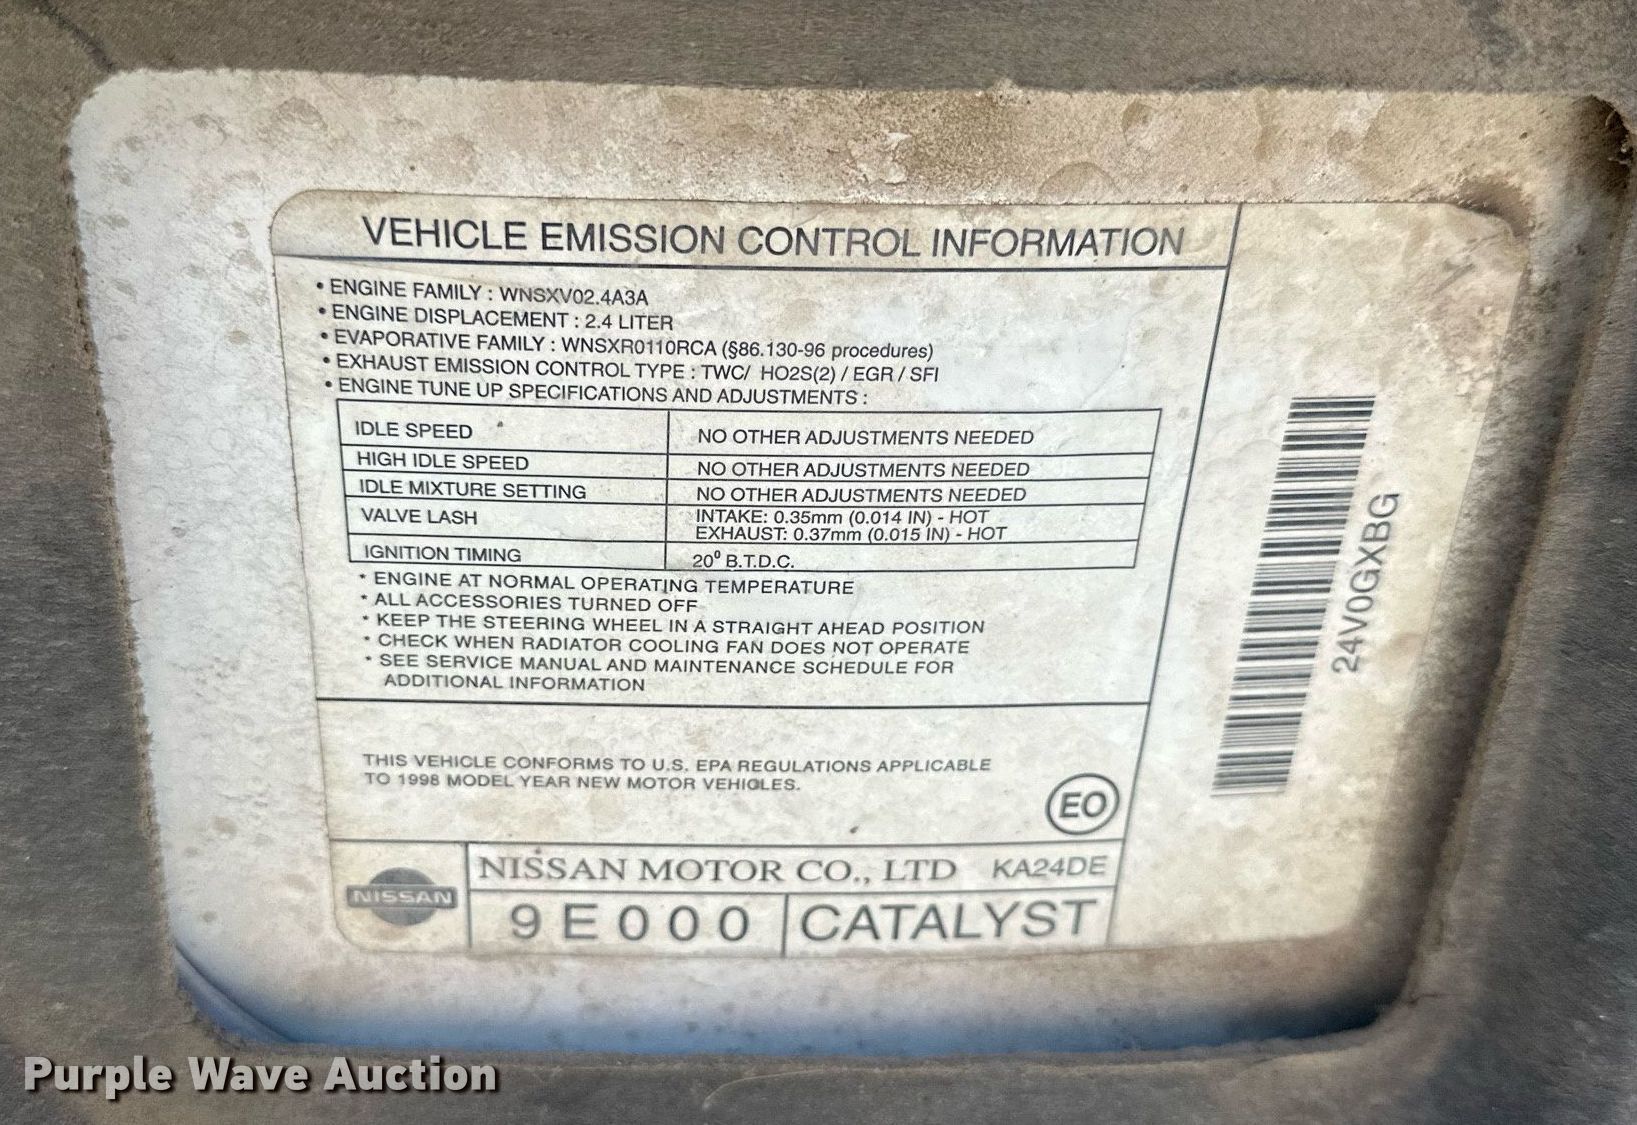 VEHICLE EMISSION CONTROL INFORMATION
• ENGINE FAMILY : WNSXV02.4A3A
• ENGINE DISPLACEMENT : 2.4 LITER
• EVAPORATIVE FAMILY : WNSXR0110RCA (§86.130-96 procedures)
• EXHAUST EMISSION CONTROL TYPE : TWC/ HO2S(2) / EGR / SFI
• ENGINE TUNE UP SPECIFICATIONS AND ADJUSTMENTS :
IDLE SPEED NO OTHER ADJUSTMENTS NEEDED
HIGH IDLE SPEED NO OTHER ADJUSTMENTS NEEDED
IDLE MIXTURE SETTING NO OTHER ADJUSTMENTS NEEDED
VALVE LASH INTAKE: 0.35mm (0.014 IN) - HOT
EXHAUST: 0.37mm (0.015 IN) - HOT
IGNITION TIMING 20⁰ B.T.D.C.
* ENGINE AT NORMAL OPERATING TEMPERATURE
* ALL ACCESSORIES TURNED OFF
* KEEP THE STEERING WHEEL IN A STRAIGHT AHEAD POSITION
* CHECK WHEN RADIATOR COOLING FAN DOES NOT OPERATE
* SEE SERVICE MANUAL AND MAINTENANCE SCHEDULE FOR
ADDITIONAL INFORMATION
THIS VEHICLE CONFORMS TO U.S. EPA REGULATIONS APPLICABLE
TO 1998 MODEL YEAR NEW MOTOR VEHICLES.
EO
NISSAN
NISSAN MOTOR CO., LTD KA24DE
9E000 CATALYST
24V0GXBG
Purple Wave Auction